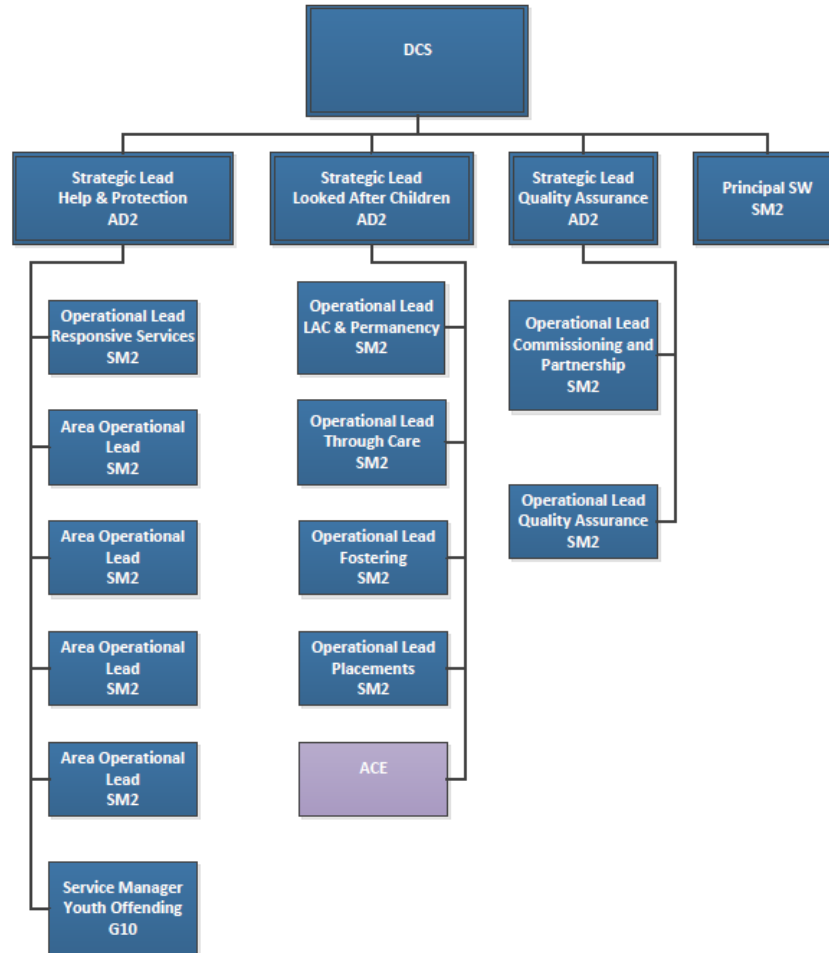 DCS
Strategic Lead
Help & Protection
AD2
Strategic Lead
Looked After Children
AD2
Strategic Lead
Quality Assurance
AD2
Principal SW
SM2
Operational Lead
Responsive Services
SM2
Area Operational
Lead
SM2
Area Operational
Lead
SM2
Area Operational
Lead
SM2
Area Operational
Lead
SM2
Service Manager
Youth Offending
G10
Operational Lead
LAC & Permanency
SM2
Operational Lead
Through Care
SM2
Operational Lead
Fostering
SM2
Operational Lead
Placements
SM2
ACE
Operational Lead
Commissioning and
Partnership
SM2
Operational Lead
Quality Assurance
SM2